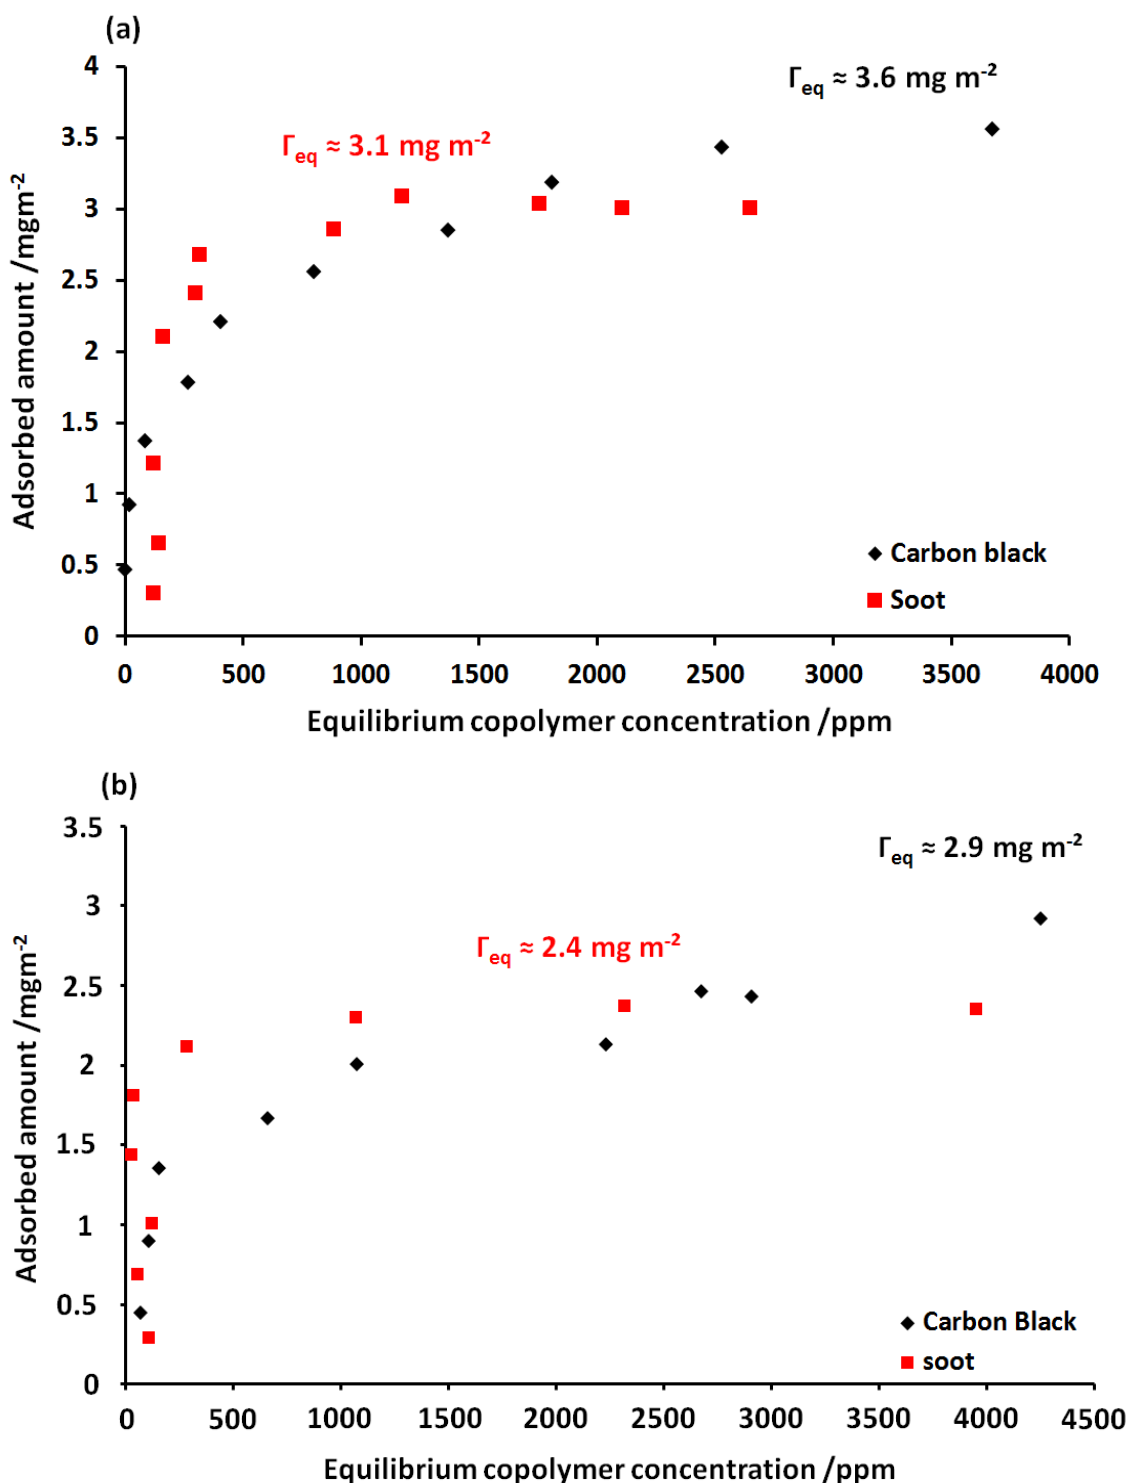 (a)
4
Γeq ≈ 3.6 mg m-2
3.5
Γeq ≈ 3.1 mg m-2
3
2.5
2
1.5
1
0.5
0
Adsorbed amount /mgm-2
Carbon black
Soot
0 500 1000 1500 2000 2500 3000 3500 4000
Equilibrium copolymer concentration /ppm
(b)
3.5
Γeq ≈ 2.9 mg m-2
3
Γeq ≈ 2.4 mg m-2
2.5
2
1.5
1
0.5
0
Adsorbed amount /mgm-2
Carbon Black
soot
0 500 1000 1500 2000 2500 3000 3500 4000 4500
Equilibrium copolymer concentration /ppm